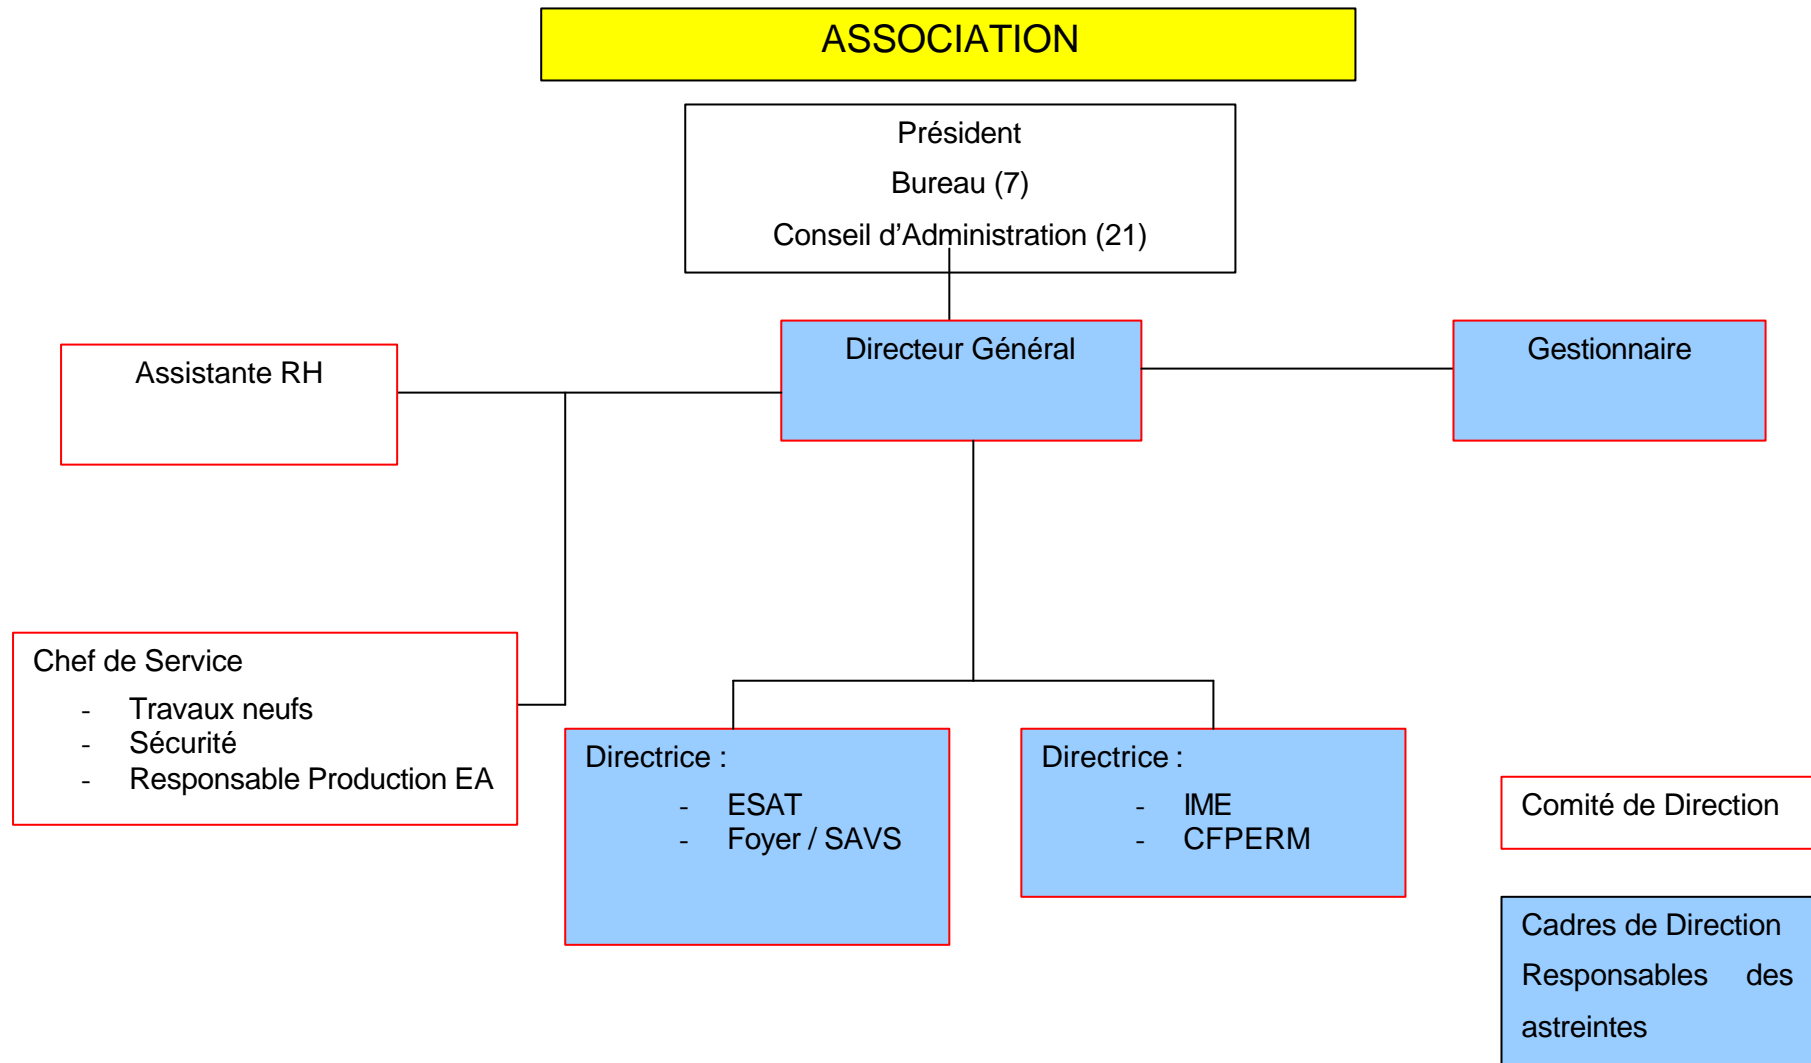 ASSOCIATION
Président
Bureau (7)
Conseil d’Administration (21)
Directeur Général
Gestionnaire
Assistante RH
Chef de Service
- Travaux neufs
- Sécurité
- Responsable Production EA
Directrice :
- ESAT
- Foyer / SAVS
Directrice :
- IME
- CFPERM
Comité de Direction
Cadres de Direction
Responsables des
astreintes